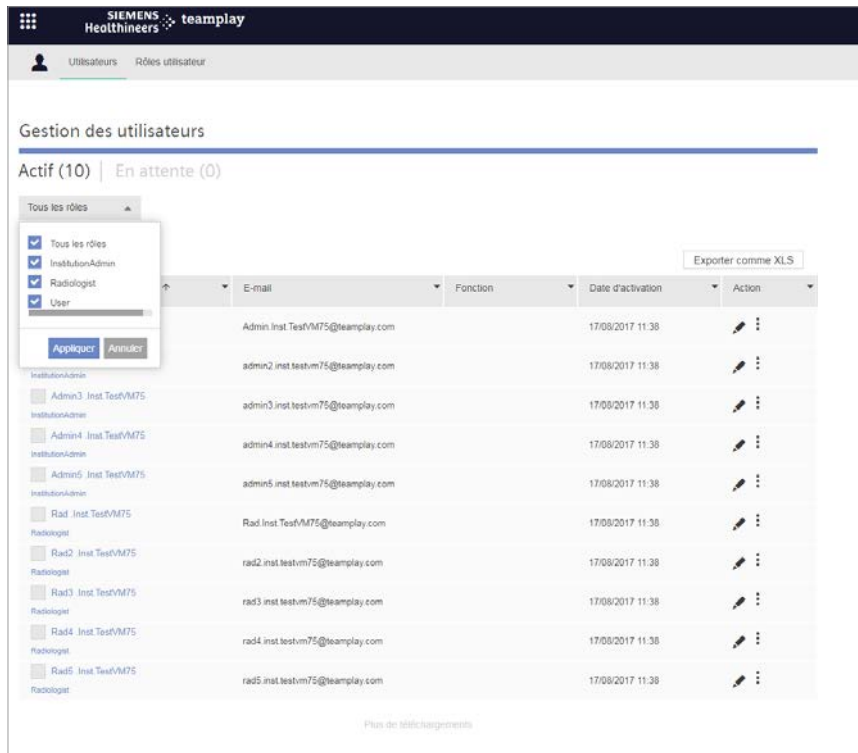 SIEMENS
Healthineers
teamplay
Utilisateurs Rôles utilisateur
Gestion des utilisateurs
Actif (10) | En attente (0)
Tous les rôles
Tous les rôles
InstitutionAdmin
Radiologist
User
Appliquer Annuler
Exporter comme XLS
E-mail Fonction Date d'activation Action
Admin.Inst.TestVM75@teamplay.com 17/08/2017 11:38
admin2.inst.testvm75@teamplay.com 17/08/2017 11:38
InstitutionAdmin
Admin3 .Inst.TestVM75 admin3.inst.testvm75@teamplay.com 17/08/2017 11:38
InstitutionAdmin
Admin4 .Inst.TestVM75 admin4.inst.testvm75@teamplay.com 17/08/2017 11:38
InstitutionAdmin
Admin5 .Inst.TestVM75 admin5.inst.testvm75@teamplay.com 17/08/2017 11:38
InstitutionAdmin
Rad .Inst.TestVM75 Rad.Inst.TestVM75@teamplay.com 17/08/2017 11:38
Radiologist
Rad2 .Inst.TestVM75 rad2.inst.testvm75@teamplay.com 17/08/2017 11:38
Radiologist
Rad3 .Inst.TestVM75 rad3.inst.testvm75@teamplay.com 17/08/2017 11:38
Radiologist
Rad4 .Inst.TestVM75 rad4.inst.testvm75@teamplay.com 17/08/2017 11:38
Radiologist
Rad5 .Inst.TestVM75 rad5.inst.testvm75@teamplay.com 17/08/2017 11:38
Radiologist
Plus de téléchargements